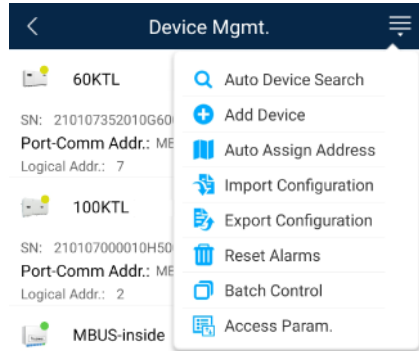 Device Mgmt.
60KTL
SN: 210107352010G60
Port-Comm Addr.: ME
Logical Addr.: 7
100KTL
SN: 210107000010H50
Port-Comm Addr.: ME
Logical Addr.: 2
MBUS-inside
Auto Device Search
Add Device
Auto Assign Address
Import Configuration
Export Configuration
Reset Alarms
Batch Control
Access Param.